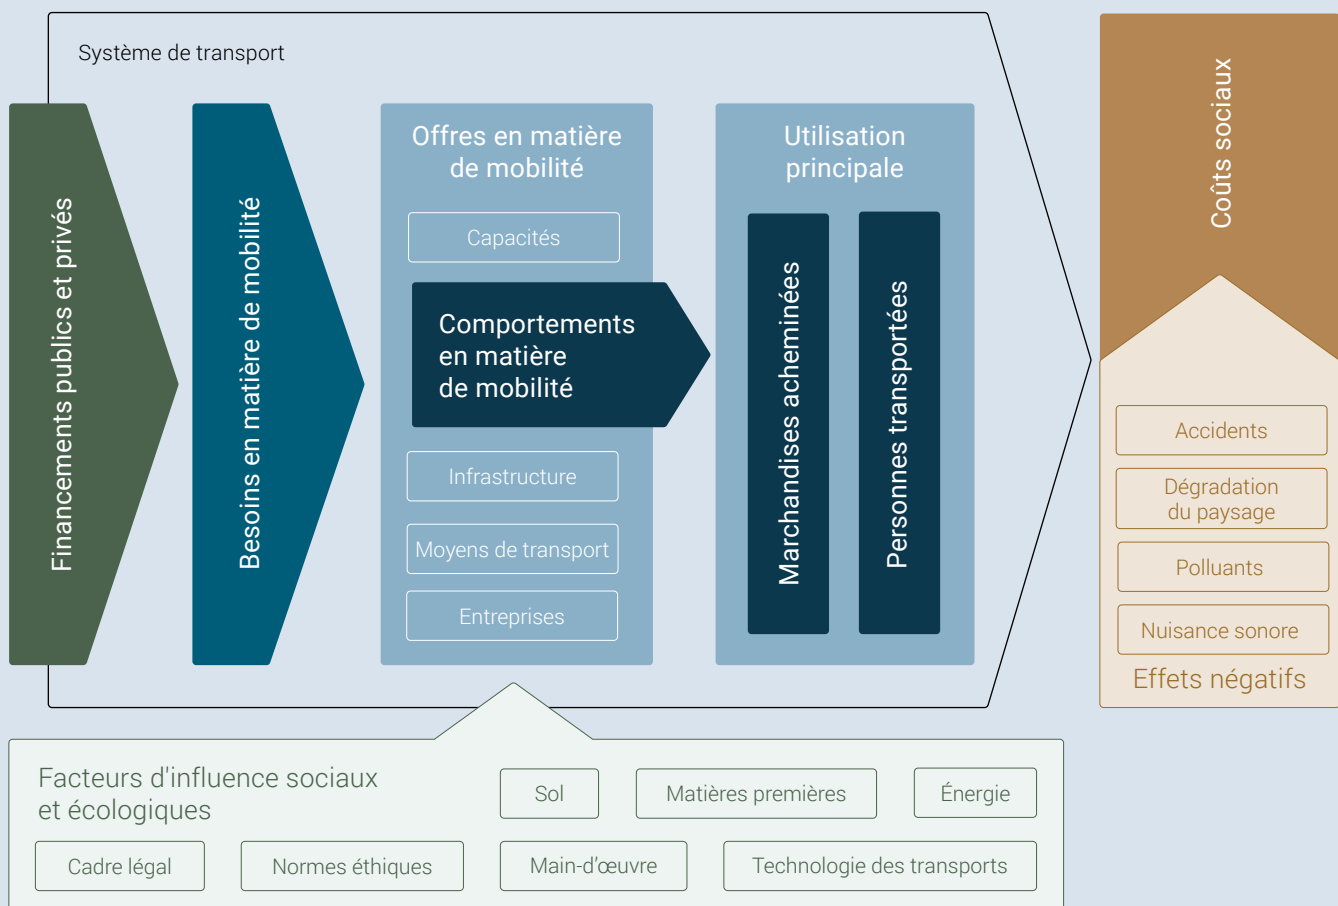 Système de transport
Financements publics et privés
Besoins en matière de mobilité
Offres en matière
de mobilité
Capacités
Comportements
en matière
de mobilité
Infrastructure
Moyens de transport
Entreprises
Utilisation
principale
Marchandises acheminées
Personnes transportées
Coûts sociaux
Accidents
Dégradation
du paysage
Polluants
Nuisance sonore
Effets négatifs
Facteurs d'influence sociaux
et écologiques
Sol
Matières premières
Énergie
Cadre légal
Normes éthiques
Main-d'œuvre
Technologie des transports